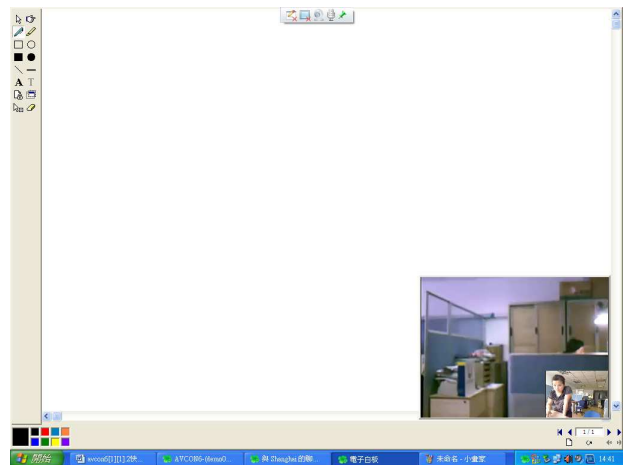 A T
1/1
開始
avcon6[1][1].2快...
AVCON6-(demo0...
與 Shanghai 的聊...
電子白板
未命名 - 小畫家
14:41